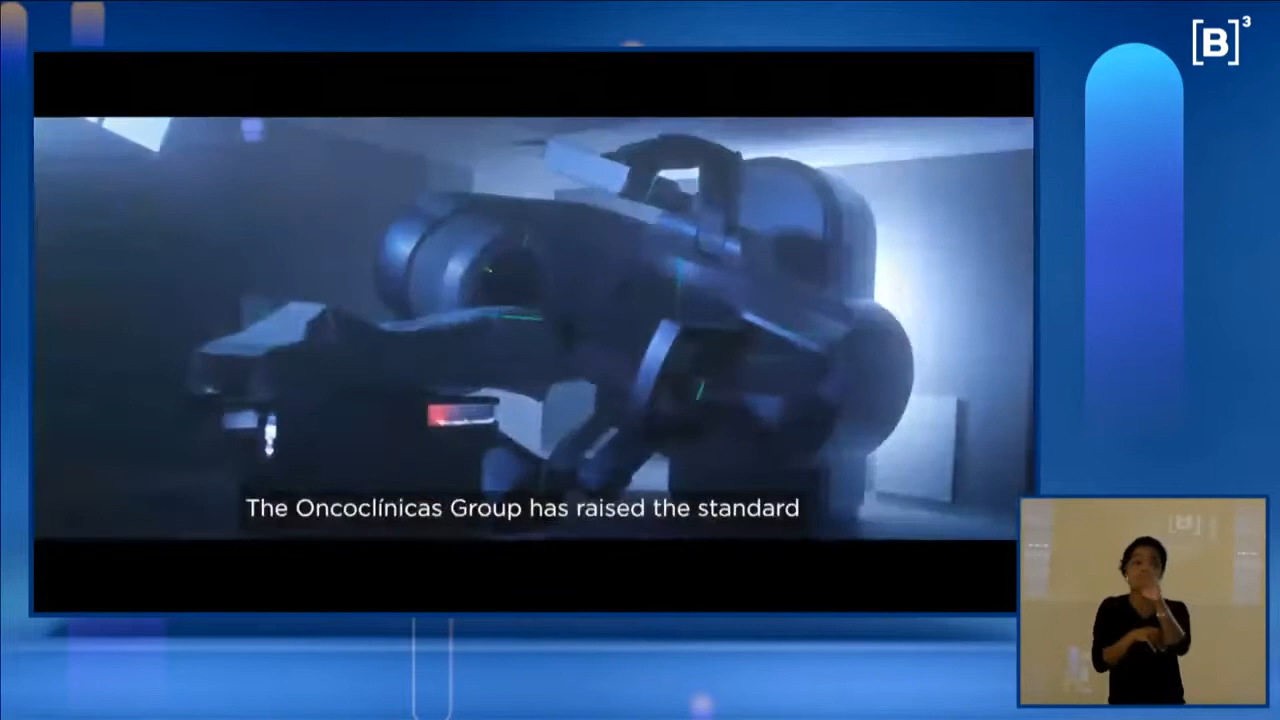 [B]³
The Oncoclínicas Group has raised the standard
[B]